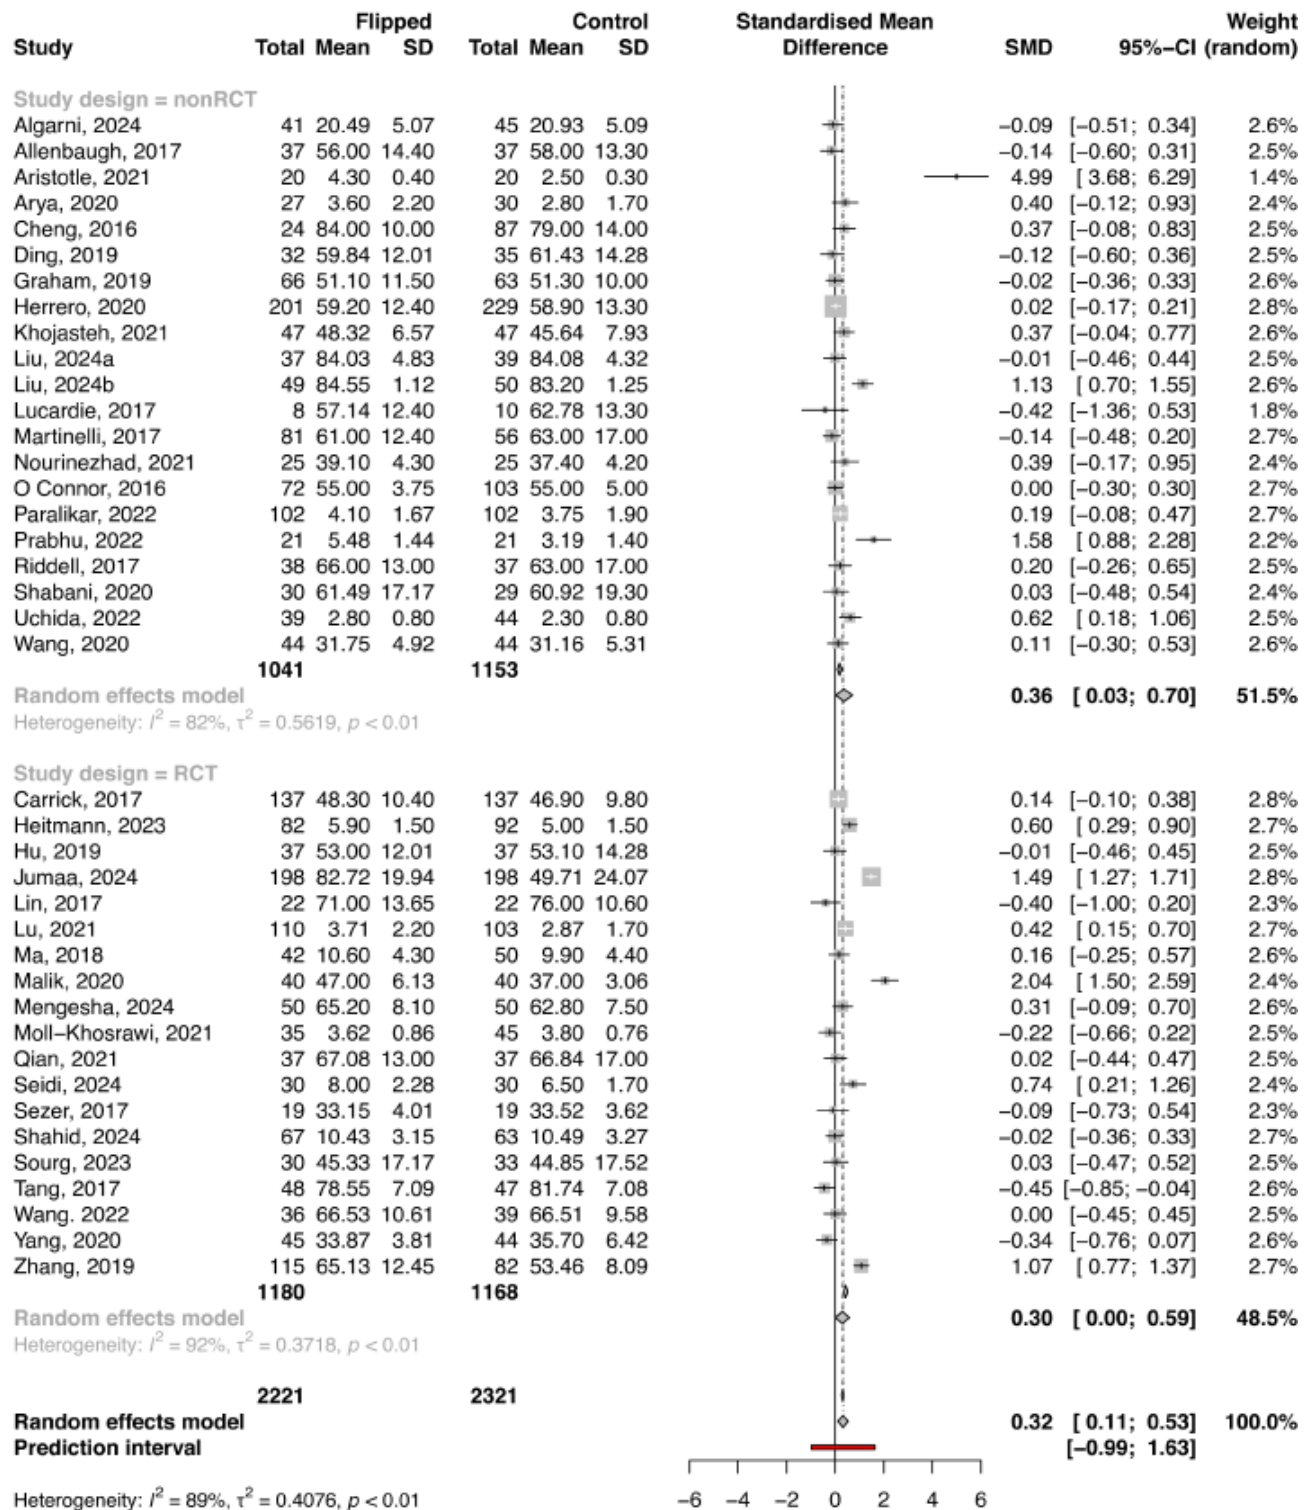 Flipped Control Standardised Mean Weight
Study Total Mean SD Total Mean SD Difference SMD 95%−CI (random)
Study design = nonRCT
Algarni, 2024 41 20.49 5.07 45 20.93 5.09 −0.09 [−0.51; 0.34] 2.6%
Allenbaugh, 2017 37 56.00 14.40 37 58.00 13.30 −0.14 [−0.60; 0.31] 2.5%
Aristotle, 2021 20 4.30 0.40 20 2.50 0.30 4.99 [ 3.68; 6.29] 1.4%
Arya, 2020 27 3.60 2.20 30 2.80 1.70 0.40 [−0.12; 0.93] 2.4%
Cheng, 2016 24 84.00 10.00 87 79.00 14.00 0.37 [−0.08; 0.83] 2.5%
Ding, 2019 32 59.84 12.01 35 61.43 14.28 −0.12 [−0.60; 0.36] 2.5%
Graham, 2019 66 51.10 11.50 63 51.30 10.00 −0.02 [−0.36; 0.33] 2.6%
Herrero, 2020 201 59.20 12.40 229 58.90 13.30 0.02 [−0.17; 0.21] 2.8%
Khojasteh, 2021 47 48.32 6.57 47 45.64 7.93 0.37 [−0.04; 0.77] 2.6%
Liu, 2024a 37 84.03 4.83 39 84.08 4.32 −0.01 [−0.46; 0.44] 2.5%
Liu, 2024b 49 84.55 1.12 50 83.20 1.25 1.13 [ 0.70; 1.55] 2.6%
Lucardie, 2017 8 57.14 12.40 10 62.78 13.30 −0.42 [−1.36; 0.53] 1.8%
Martinelli, 2017 81 61.00 12.40 56 63.00 17.00 −0.14 [−0.48; 0.20] 2.7%
Nourinezhad, 2021 25 39.10 4.30 25 37.40 4.20 0.39 [−0.17; 0.95] 2.4%
O Connor, 2016 72 55.00 3.75 103 55.00 5.00 0.00 [−0.30; 0.30] 2.7%
Paralikar, 2022 102 4.10 1.67 102 3.75 1.90 0.19 [−0.08; 0.47] 2.7%
Prabhu, 2022 21 5.48 1.44 21 3.19 1.40 1.58 [ 0.88; 2.28] 2.2%
Riddell, 2017 38 66.00 13.00 37 63.00 17.00 0.20 [−0.26; 0.65] 2.5%
Shabani, 2020 30 61.49 17.17 29 60.92 19.30 0.03 [−0.48; 0.54] 2.4%
Uchida, 2022 39 2.80 0.80 44 2.30 0.80 0.62 [ 0.18; 1.06] 2.5%
Wang, 2020 44 31.75 4.92 44 31.16 5.31 0.11 [−0.30; 0.53] 2.6%
1041 1153
Random effects model 0.36 [ 0.03; 0.70] 51.5%
Heterogeneity: I² = 82%, τ² = 0.5619, p < 0.01
Study design = RCT
Carrick, 2017 137 48.30 10.40 137 46.90 9.80 0.14 [−0.10; 0.38] 2.8%
Heitmann, 2023 82 5.90 1.50 92 5.00 1.50 0.60 [ 0.29; 0.90] 2.7%
Hu, 2019 37 53.00 12.01 37 53.10 14.28 −0.01 [−0.46; 0.45] 2.5%
Jumaa, 2024 198 82.72 19.94 198 49.71 24.07 1.49 [ 1.27; 1.71] 2.8%
Lin, 2017 22 71.00 13.65 22 76.00 10.60 −0.40 [−1.00; 0.20] 2.3%
Lu, 2021 110 3.71 2.20 103 2.87 1.70 0.42 [ 0.15; 0.70] 2.7%
Ma, 2018 42 10.60 4.30 50 9.90 4.40 0.16 [−0.25; 0.57] 2.6%
Malik, 2020 40 47.00 6.13 40 37.00 3.06 2.04 [ 1.50; 2.59] 2.4%
Mengesha, 2024 50 65.20 8.10 50 62.80 7.50 0.31 [−0.09; 0.70] 2.6%
Moll−Khosrawi, 2021 35 3.62 0.86 45 3.80 0.76 −0.22 [−0.66; 0.22] 2.5%
Qian, 2021 37 67.08 13.00 37 66.84 17.00 0.02 [−0.44; 0.47] 2.5%
Seidi, 2024 30 8.00 2.28 30 6.50 1.70 0.74 [ 0.21; 1.26] 2.4%
Sezer, 2017 19 33.15 4.01 19 33.52 3.62 −0.09 [−0.73; 0.54] 2.3%
Shahid, 2024 67 10.43 3.15 63 10.49 3.27 −0.02 [−0.36; 0.33] 2.7%
Sourg, 2023 30 45.33 17.17 33 44.85 17.52 0.03 [−0.47; 0.52] 2.5%
Tang, 2017 48 78.55 7.09 47 81.74 7.08 −0.45 [−0.85; −0.04] 2.6%
Wang. 2022 36 66.53 10.61 39 66.51 9.58 0.00 [−0.45; 0.45] 2.5%
Yang, 2020 45 33.87 3.81 44 35.70 6.42 −0.34 [−0.76; 0.07] 2.6%
Zhang, 2019 115 65.13 12.45 82 53.46 8.09 1.07 [ 0.77; 1.37] 2.7%
1180 1168
Random effects model 0.30 [ 0.00; 0.59] 48.5%
Heterogeneity: I² = 92%, τ² = 0.3718, p < 0.01
2221 2321
Random effects model 0.32 [ 0.11; 0.53] 100.0%
Prediction interval [−0.99; 1.63]
Heterogeneity: I² = 89%, τ² = 0.4076, p < 0.01 −6 −4 −2 0 2 4 6